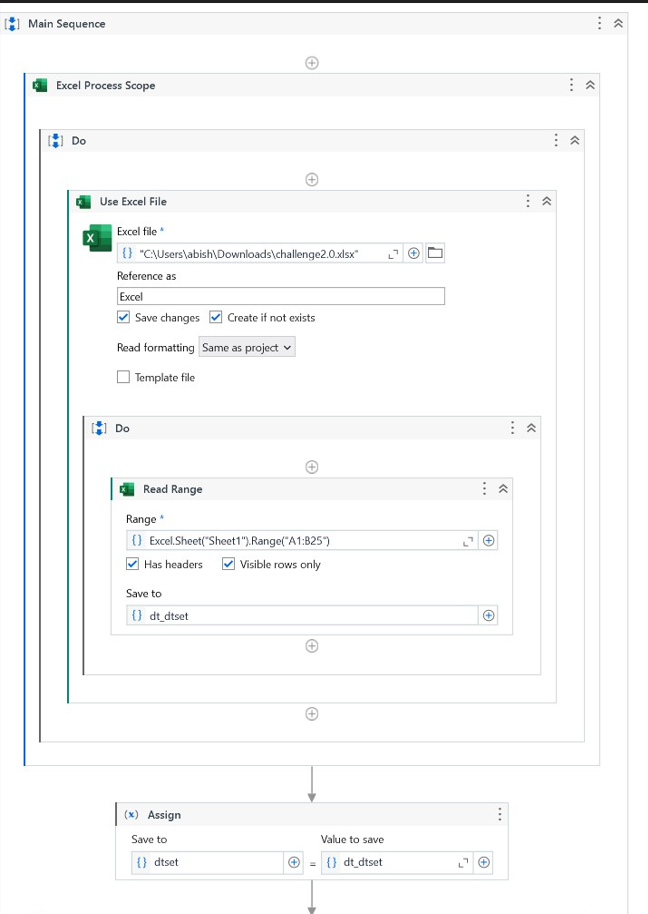 Main Sequence
Excel Process Scope
Do
Use Excel File
Excel file *
"C:\Users\abish\Downloads\challenge2.0.xlsx"
Reference as
Excel
Save changes Create if not exists
Read formatting Same as project
Template file
Do
Read Range
Range *
Excel.Sheet("Sheet1").Range("A1:B25")
Has headers Visible rows only
Save to
dt_dtset
Assign
Save to Value to save
dtset = dt_dtset